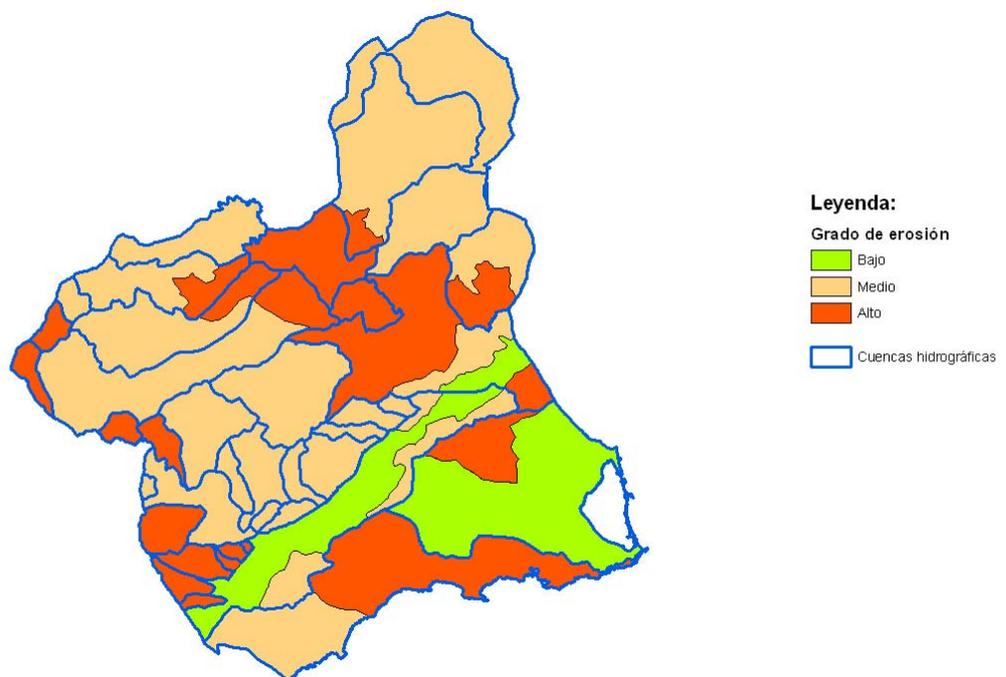 Leyenda:
Grado de erosión
Bajo
Medio
Alto
Cuencas hidrográficas